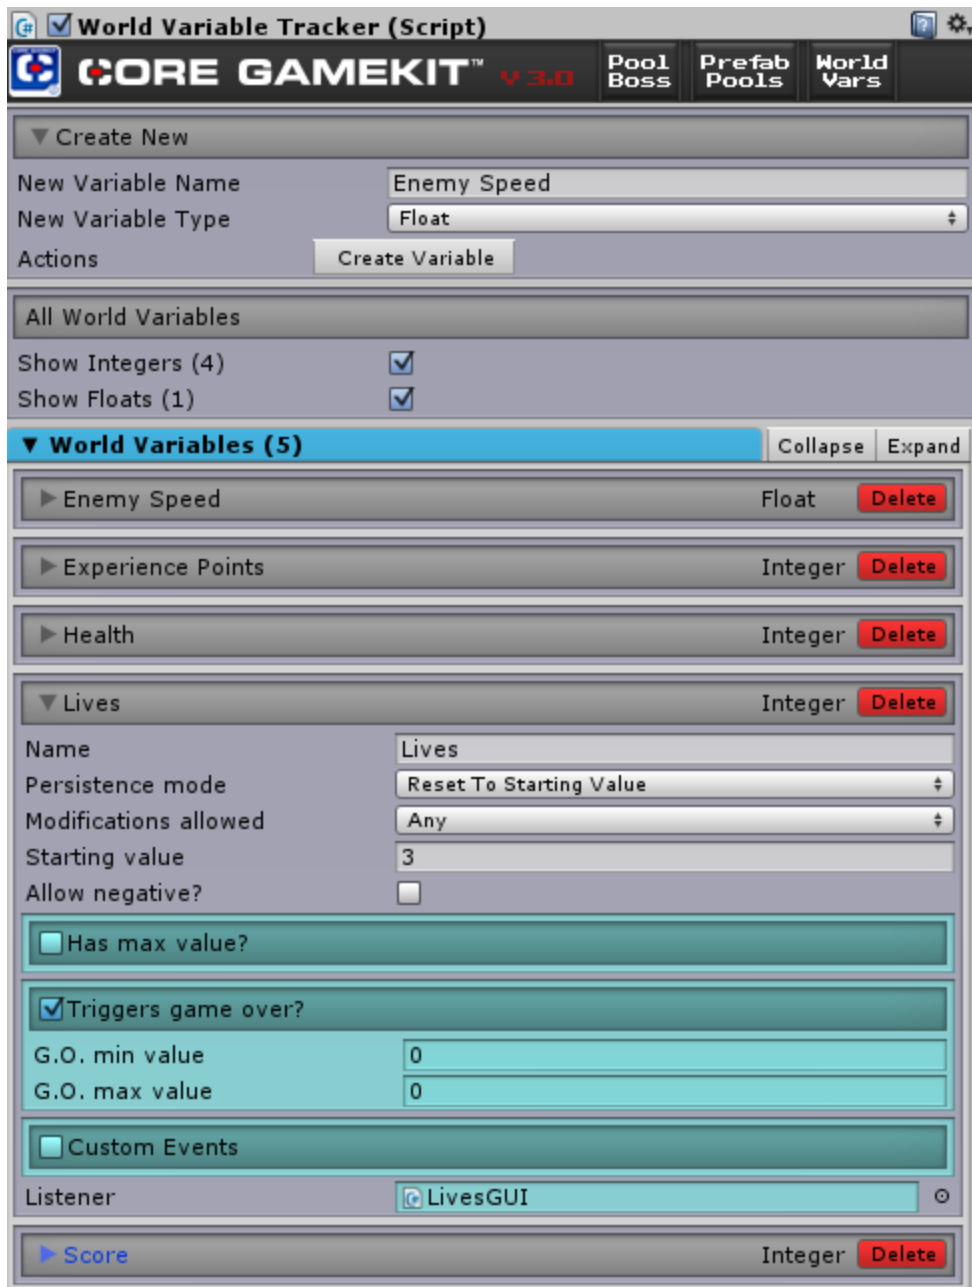 World Variable Tracker (Script)
CORE GAMEKIT™ V 3.0 Pool Boss Prefab Pools World Vars
Create New
New Variable Name Enemy Speed
New Variable Type Float
Actions Create Variable
All World Variables
Show Integers (4)
Show Floats (1)
World Variables (5) Collapse Expand
Enemy Speed Float Delete
Experience Points Integer Delete
Health Integer Delete
Lives Integer Delete
Name Lives
Persistence mode Reset To Starting Value
Modifications allowed Any
Starting value 3
Allow negative?
Has max value?
Triggers game over?
G.O. min value 0
G.O. max value 0
Custom Events
Listener LivesGUI
Score Integer Delete